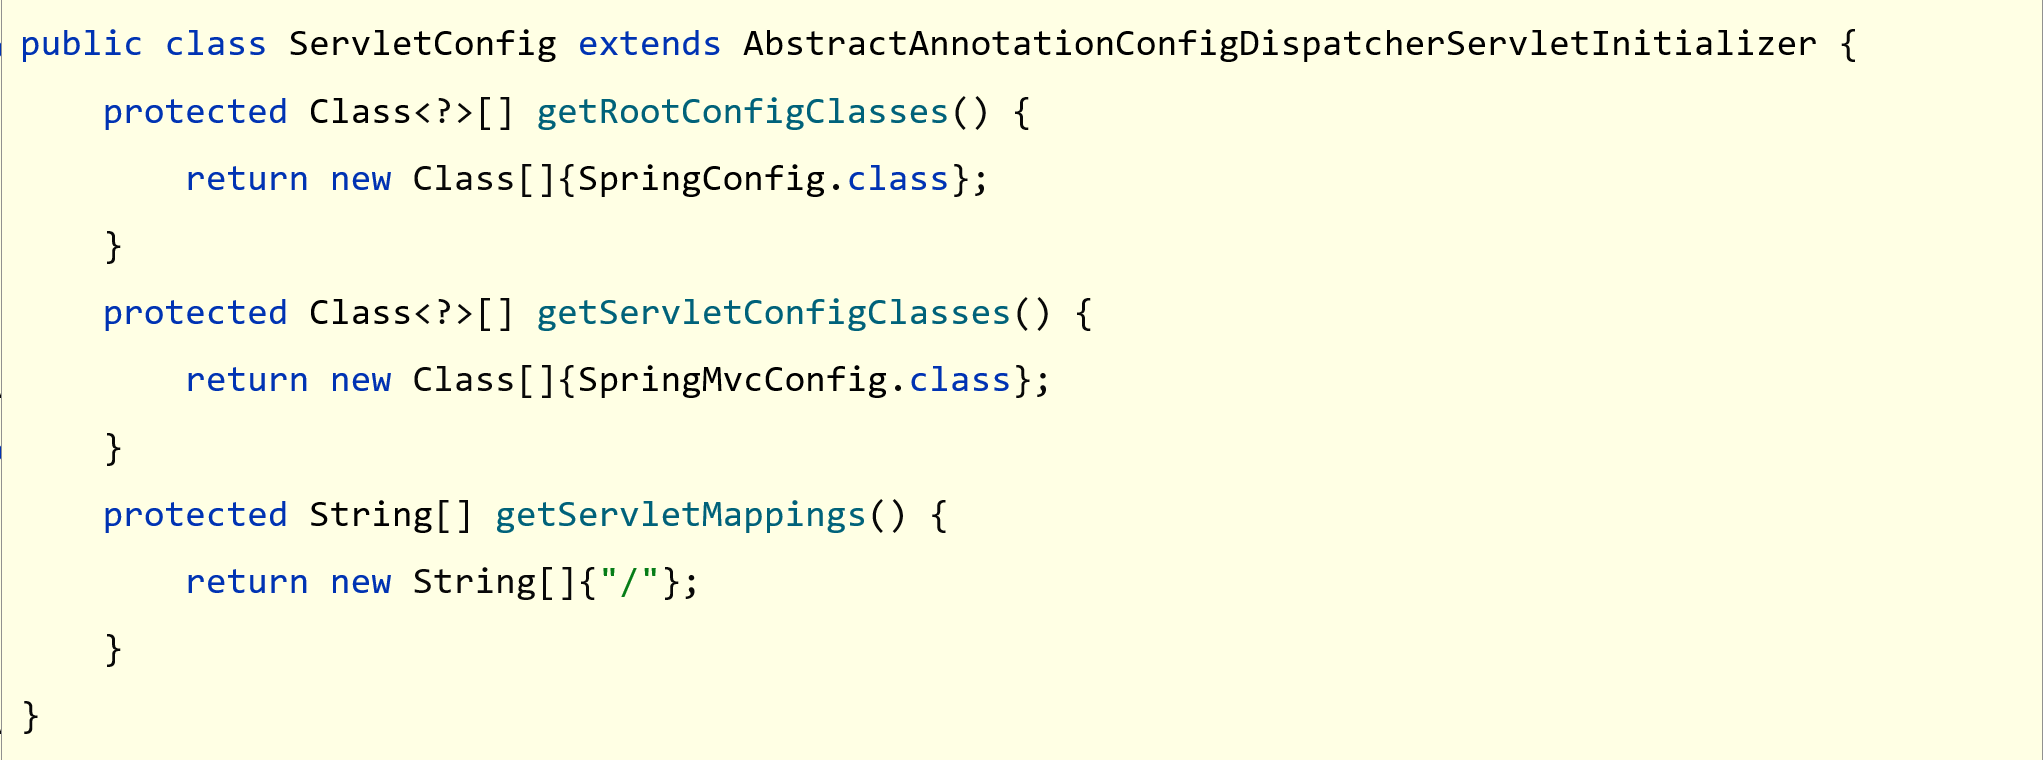 public class ServletConfig extends AbstractAnnotationConfigDispatcherServletInitializer {
    protected Class<?>[] getRootConfigClasses() {
        return new Class[]{SpringConfig.class};
    }
    protected Class<?>[] getServletConfigClasses() {
        return new Class[]{SpringMvcConfig.class};
    }
    protected String[] getServletMappings() {
        return new String[]{"/"};
    }
}